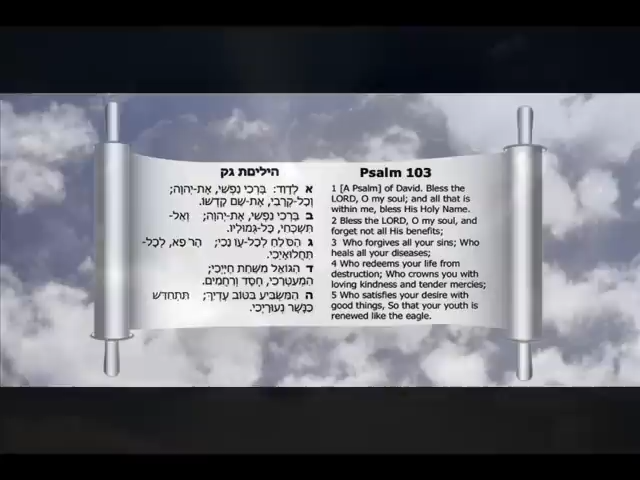 היליםת גק
א לְדָוִד: בָּרְכִי נַפְשִׁי, אֶת-יְהוָה;
וְכָל-קְרָבַי, אֶת-שֵׁם קָדְשׁוֹ.
ב בָּרְכִי נַפְשִׁי, אֶת-יְהוָה; וְאַל-
תִּשְׁכְּחִי, כָּל-גְּמוּלָיו.
ג הַסֹּלֵחַ לְכָל-עֲו‍ֹנֵכִי; הָרֹפֵא, לְכָל-
תַּחֲלוּאָיְכִי.
ד הַגּוֹאֵל מִשַּׁחַת חַיָּיְכִי;
הַמְעַטְּרֵכִי, חֶסֶד וְרַחֲמִים.
ה הַמַּשְׂבִּיעַ בַּטּוֹב עֶדְיֵךְ; תִּתְחַדֵּשׁ
כַּנֶּשֶׁר נְעוּרָיְכִי.
Psalm 103
1 [A Psalm] of David. Bless the
LORD, O my soul; and all that is
within me, bless His Holy Name.
2 Bless the LORD, O my soul, and
forget not all His benefits;
3 Who forgives all your sins; Who
heals all your diseases;
4 Who redeems your life from
destruction; Who crowns you with
loving kindness and tender mercies;
5 Who satisfies your desire with
good things, So that your youth is
renewed like the eagle.